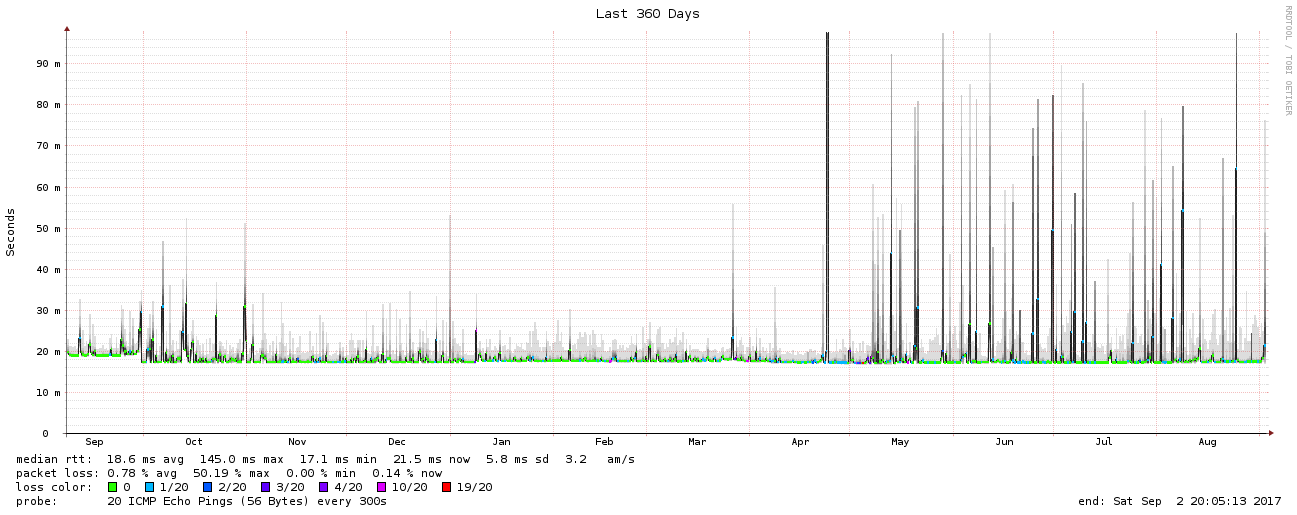 Last 360 Days
RRDTOOL / TOBI OETIKER
Seconds
90 m
80 m
70 m
60 m
50 m
40 m
30 m
20 m
10 m
0
Sep Oct Nov Dec Jan Feb Mar Apr May Jun Jul Aug
median rtt: 18.6 ms avg 145.0 ms max 17.1 ms min 21.5 ms now 5.8 ms sd 3.2 am/s
packet loss: 0.78 % avg 50.19 % max 0.00 % min 0.14 % now
loss color: 0 1/20 2/20 3/20 4/20 10/20 19/20
probe: 20 ICMP Echo Pings (56 Bytes) every 300s end: Sat Sep 2 20:05:13 2017